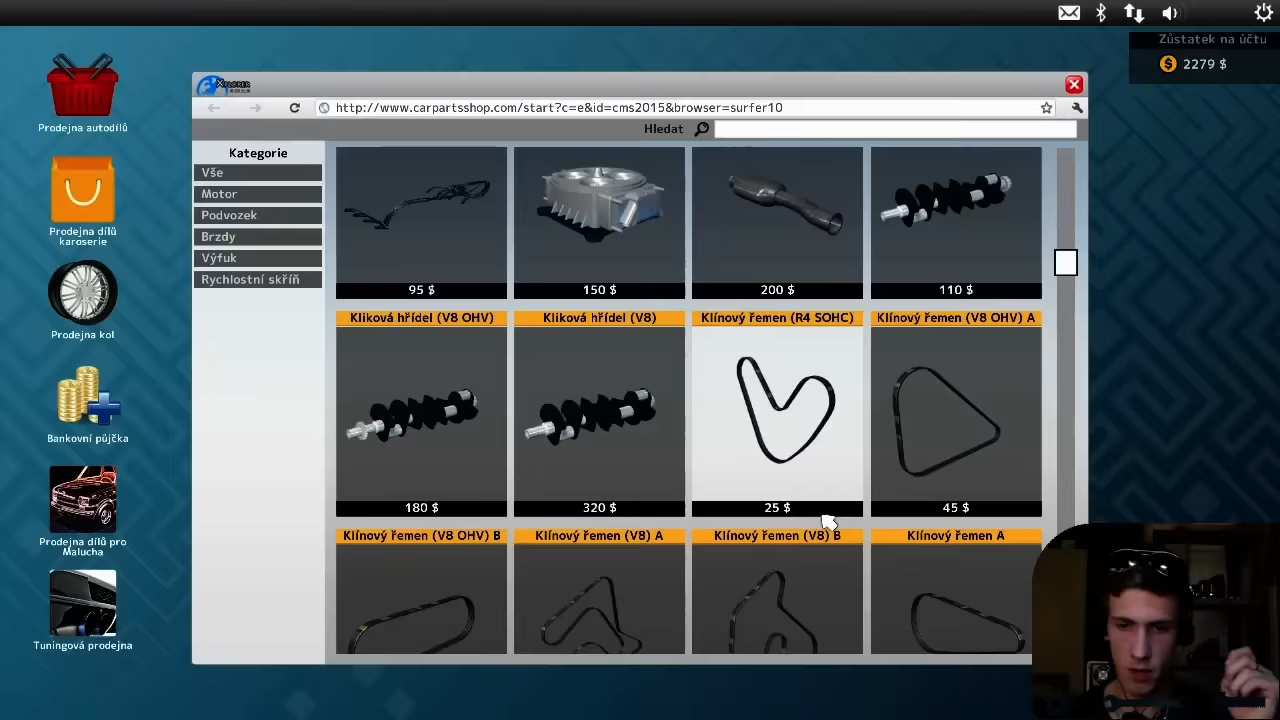 Zůstatek na účtu
2279 $
Prodejna autodílů
Prodejna dílů
karoserie
Prodejna kol
Bankovní půjčka
Prodejna dílů pro
Malucha
Tuningová prodejna
http://www.carpartsshop.com/start?c=e&id=cms2015&browser=surfer10
Hledat
Kategorie
Vše
Motor
Podvozek
Brzdy
Výfuk
Rychlostní skříň
95 $
150 $
200 $
110 $
Kliková hřídel (V8 OHV)
Kliková hřídel (V8)
Klínový řemen (R4 SOHC)
Klínový řemen (V8 OHV) A
180 $
320 $
25 $
45 $
Klínový řemen (V8 OHV) B
Klínový řemen (V8) A
Klínový řemen (V8) B
Klínový řemen A